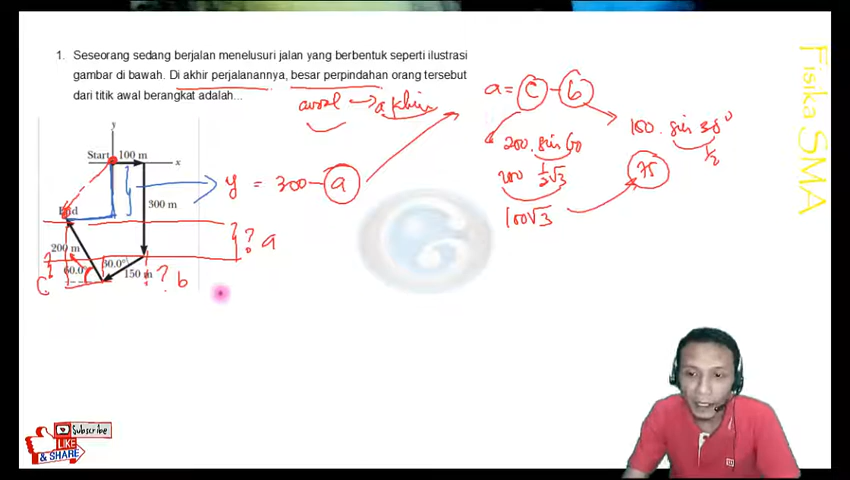 1. Seseorang sedang berjalan menelusuri jalan yang berbentuk seperti ilustrasi
gambar di bawah. Di akhir perjalanannya, besar perpindahan orang tersebut
dari titik awal berangkat adalah...
awal → akhir
a = c - b
200. sin 60
200 1/2√3
100√3
150. sin 30°
1/2
75
y
Start 100 m x
y = 300 - a
300 m
End
? a
200 m
60.0 30.0°
150 m ? b
C ?
Fisika SMA
Subscribe
LIKE
& SHARE